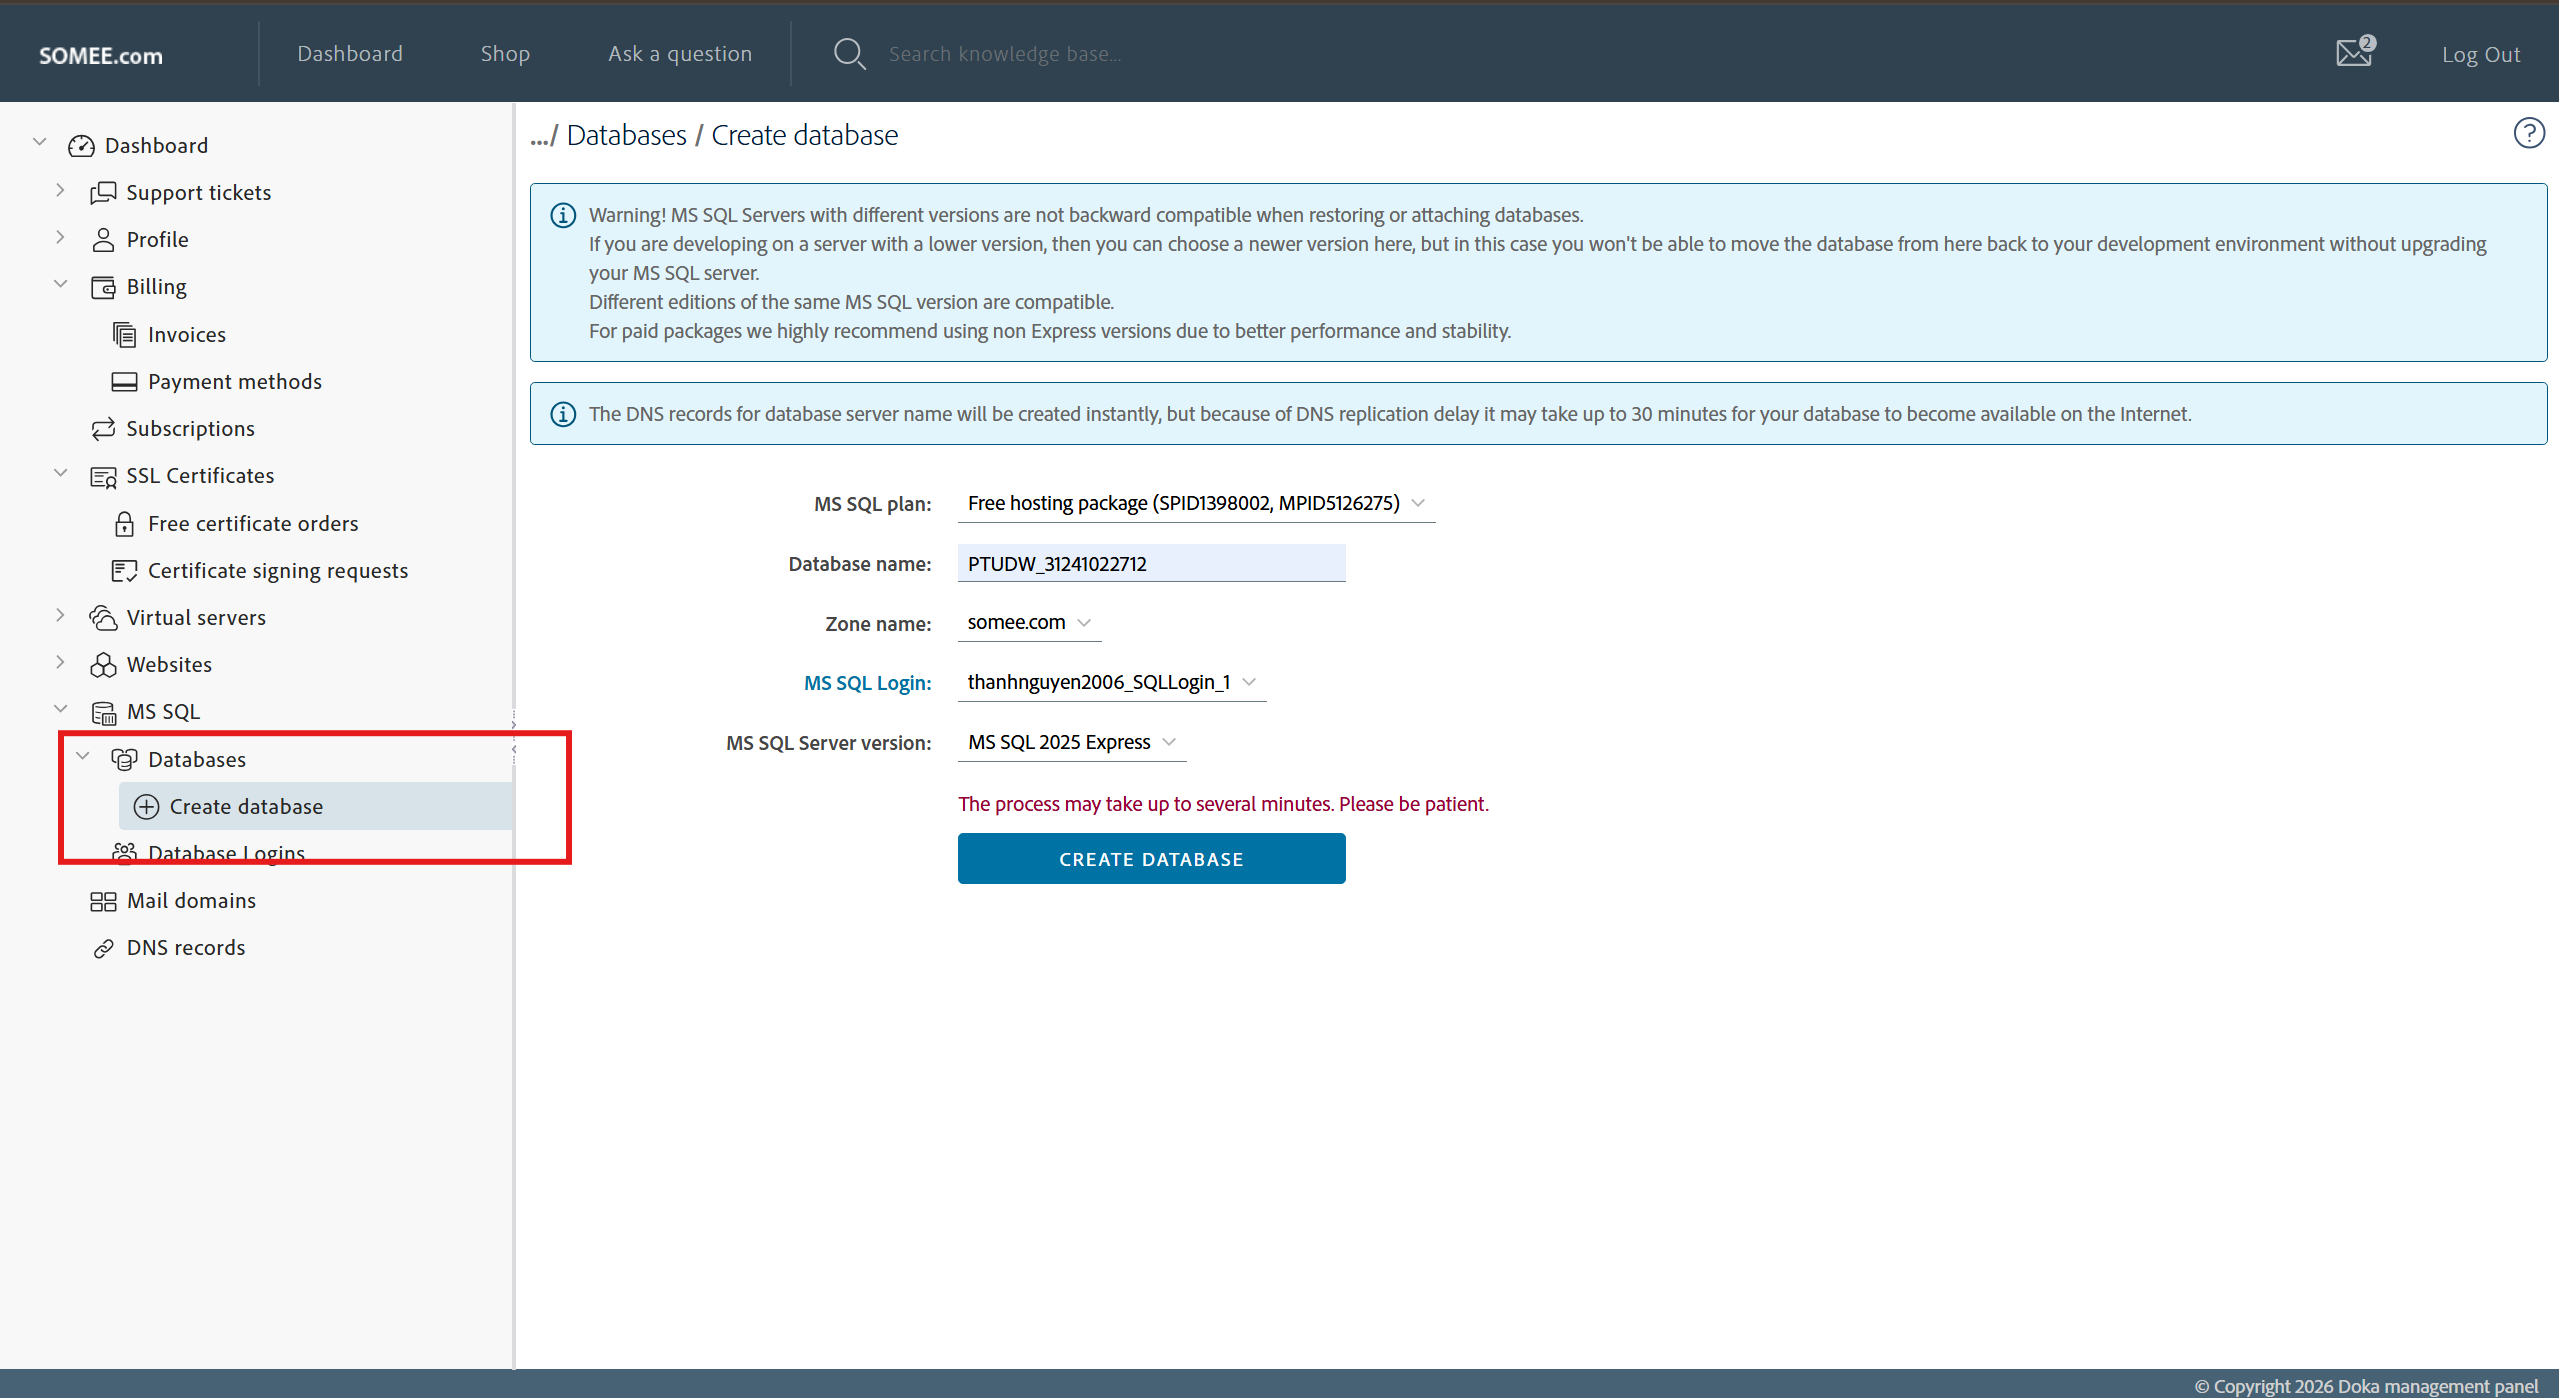 SOMEE.com
Dashboard
Shop
Ask a question
Search knowledge base...
2
Log Out
Dashboard
Support tickets
Profile
Billing
Invoices
Payment methods
Subscriptions
SSL Certificates
Free certificate orders
Certificate signing requests
Virtual servers
Websites
MS SQL
Databases
Create database
Database Logins
Mail domains
DNS records
.../ Databases / Create database
Warning! MS SQL Servers with different versions are not backward compatible when restoring or attaching databases.
If you are developing on a server with a lower version, then you can choose a newer version here, but in this case you won't be able to move the database from here back to your development environment without upgrading
your MS SQL server.
Different editions of the same MS SQL version are compatible.
For paid packages we highly recommend using non Express versions due to better performance and stability.
The DNS records for database server name will be created instantly, but because of DNS replication delay it may take up to 30 minutes for your database to become available on the Internet.
MS SQL plan: Free hosting package (SPID1398002, MPID5126275)
Database name: PTUDW_31241022712
Zone name: somee.com
MS SQL Login: thanhnguyen2006_SQLLogin_1
MS SQL Server version: MS SQL 2025 Express
The process may take up to several minutes. Please be patient.
CREATE DATABASE
© Copyright 2026 Doka management panel